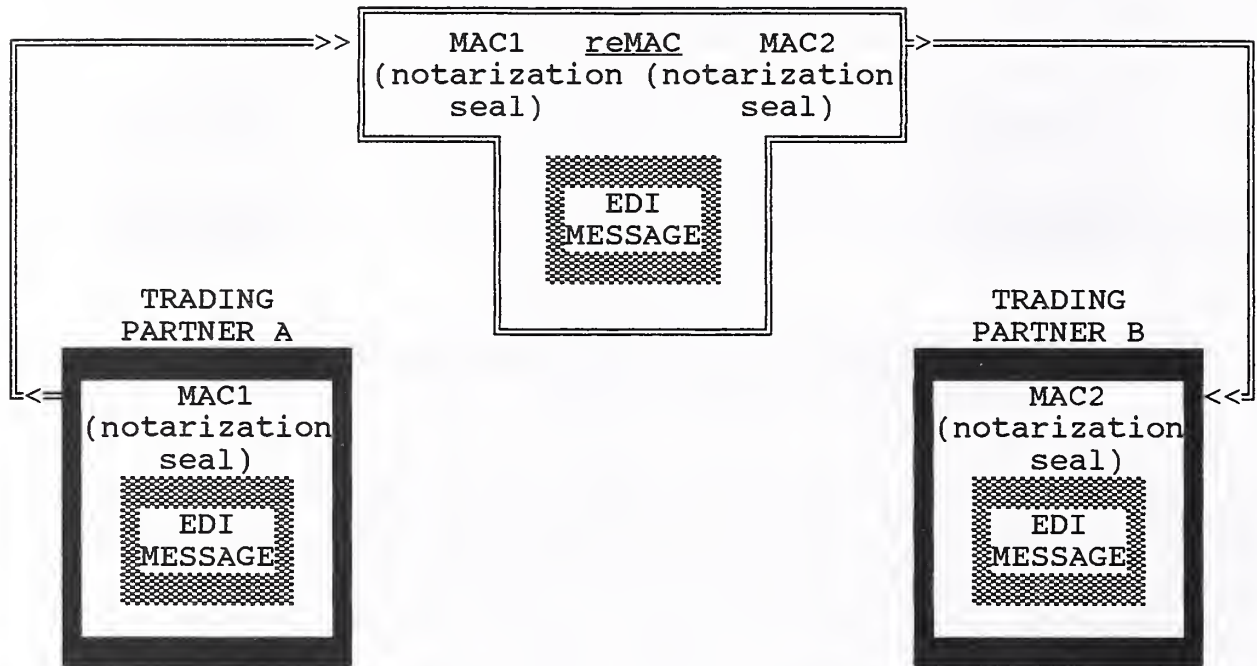 MAC1 reMAC MAC2
(notarization (notarization
seal) seal)
EDI
MESSAGE
TRADING
PARTNER A
MAC1
(notarization
seal)
EDI
MESSAGE
TRADING
PARTNER B
MAC2
(notarization
seal)
EDI
MESSAGE